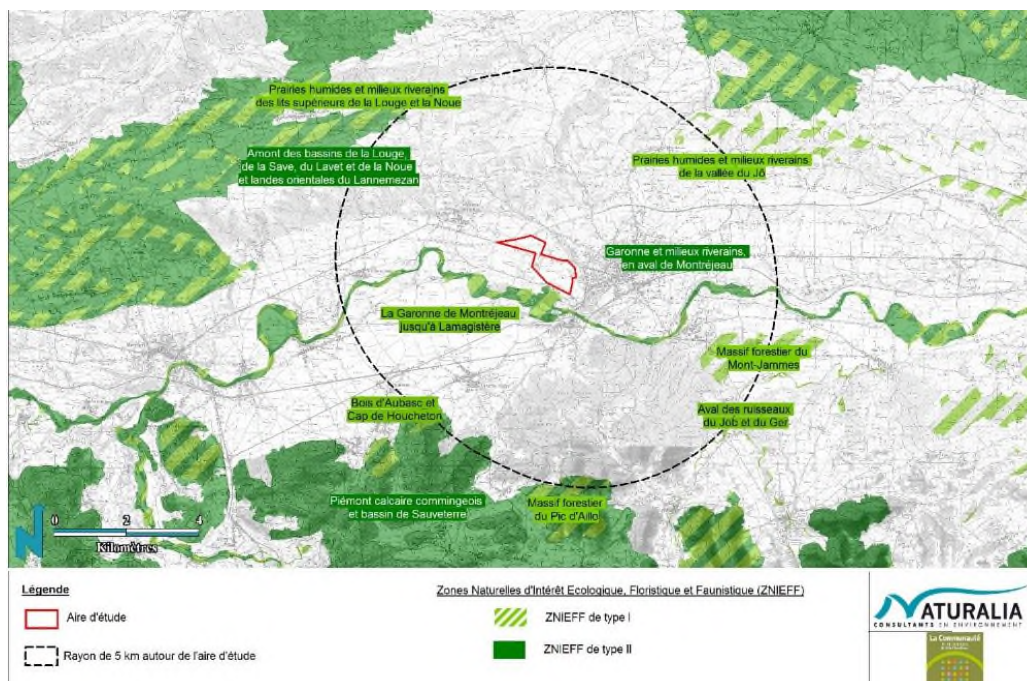 Prairies humides et milieux riverains
des lits supérieurs de la Louge et la Noue
Amont des bassins de la Louge,
de la Save, du Lavet et de la Noue
et landes orientales du Lannemezan
Prairies humides et milieux riverains
de la vallée du Jô
Garonne et milieux riverains,
en aval de Montréjeau
La Garonne de Montréjeau
jusqu'à Lamagistère
Massif forestier du
Mont-Jammes
Bois d'Aubasc et
Cap de Houcheton
Aval des ruisseaux
du Job et du Ger
Piémont calcaire commingeois
et bassin de Sauveterre
Massif forestier
du Pic d'Aillo
N
0 2 4
Kilomètres
Légende
Aire d'étude
Rayon de 5 km autour de l'aire d'étude
Zones Naturelles d'Intérêt Ecologique, Floristique et Faunistique (ZNIEFF)
ZNIEFF de type I
ZNIEFF de type II
NATURALIA
CONSULTANTS EN ENVIRONNEMENT
La Communauté